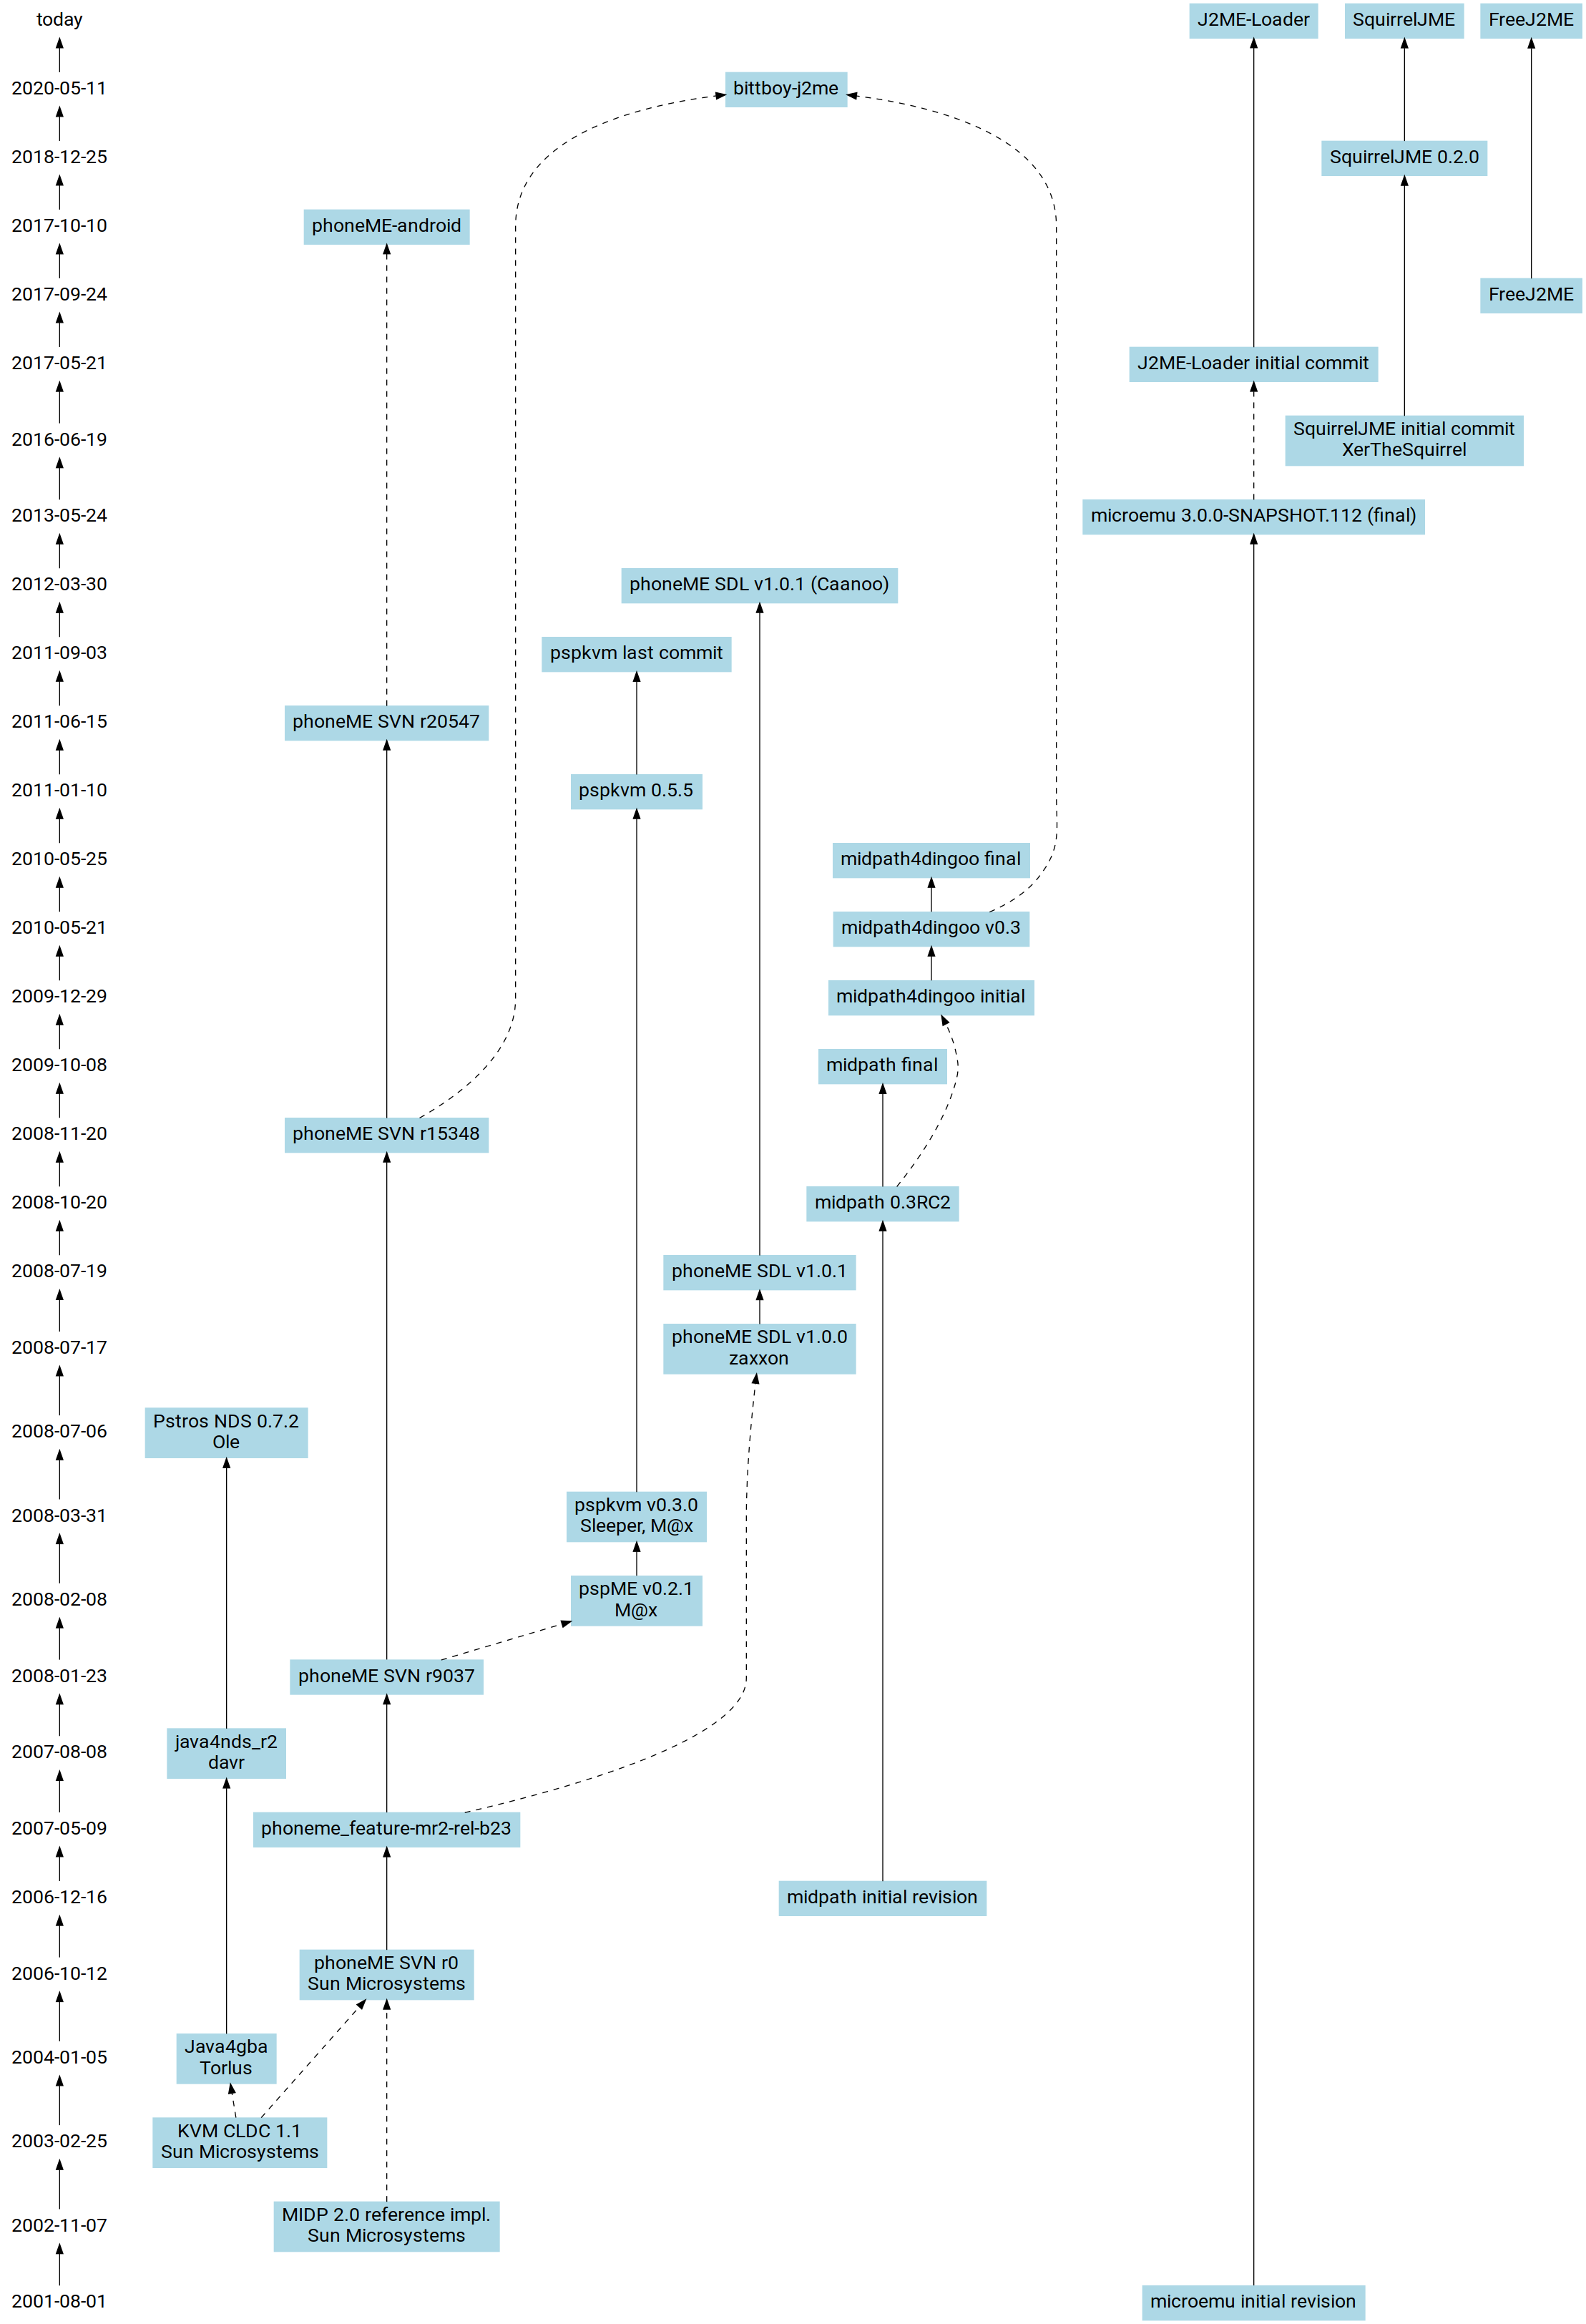 today
J2ME-Loader
SquirrelJME
FreeJ2ME
2020-05-11
bittboy-j2me
2018-12-25
SquirrelJME 0.2.0
2017-10-10
phoneME-android
2017-09-24
FreeJ2ME
2017-05-21
J2ME-Loader initial commit
2016-06-19
SquirrelJME initial commit
XerTheSquirrel
2013-05-24
microemu 3.0.0-SNAPSHOT.112 (final)
2012-03-30
phoneME SDL v1.0.1 (Caanoo)
2011-09-03
pspkvm last commit
2011-06-15
phoneME SVN r20547
2011-01-10
pspkvm 0.5.5
2010-05-25
midpath4dingoo final
2010-05-21
midpath4dingoo v0.3
2009-12-29
midpath4dingoo initial
2009-10-08
midpath final
2008-11-20
phoneME SVN r15348
2008-10-20
midpath 0.3RC2
2008-07-19
phoneME SDL v1.0.1
2008-07-17
phoneME SDL v1.0.0
zaxxon
2008-07-06
Pstros NDS 0.7.2
Ole
2008-03-31
pspkvm v0.3.0
Sleeper, M@x
2008-02-08
pspME v0.2.1
M@x
2008-01-23
phoneME SVN r9037
2007-08-08
java4nds_r2
davr
2007-05-09
phoneme_feature-mr2-rel-b23
2006-12-16
midpath initial revision
2006-10-12
phoneME SVN r0
Sun Microsystems
2004-01-05
Java4gba
Torlus
2003-02-25
KVM CLDC 1.1
Sun Microsystems
2002-11-07
MIDP 2.0 reference impl.
Sun Microsystems
2001-08-01
microemu initial revision